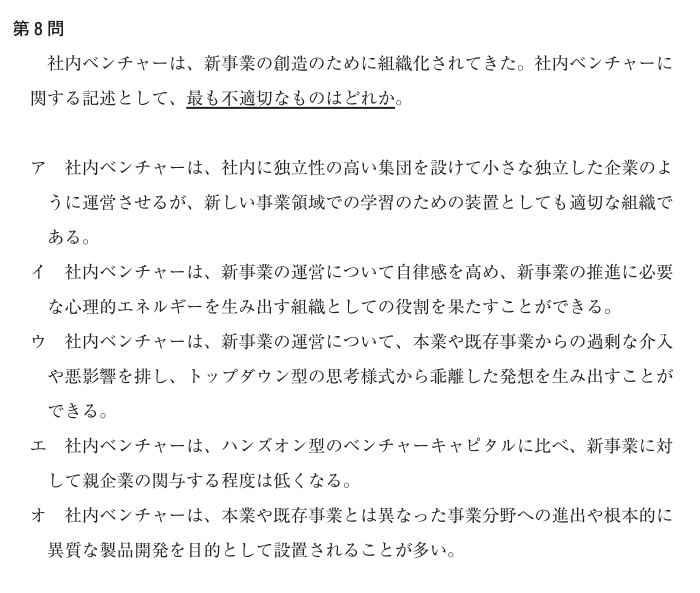 第8問
社内ベンチャーは、新事業の創造のために組織化されてきた。社内ベンチャーに
関する記述として、最も不適切なものはどれか。
ア 社内ベンチャーは、社内に独立性の高い集団を設けて小さな独立した企業のよ
うに運営させるが、新しい事業領域での学習のための装置としても適切な組織で
ある。
イ 社内ベンチャーは、新事業の運営について自律感を高め、新事業の推進に必要
な心理的エネルギーを生み出す組織としての役割を果たすことができる。
ウ 社内ベンチャーは、新事業の運営について、本業や既存事業からの過剰な介入
や悪影響を排し、トップダウン型の思考様式から乖離した発想を生み出すことが
できる。
エ 社内ベンチャーは、ハンズオン型のベンチャーキャピタルに比べ、新事業に対
して親企業の関与する程度は低くなる。
オ 社内ベンチャーは、本業や既存事業とは異なった事業分野への進出や根本的に
異質な製品開発を目的として設置されることが多い。